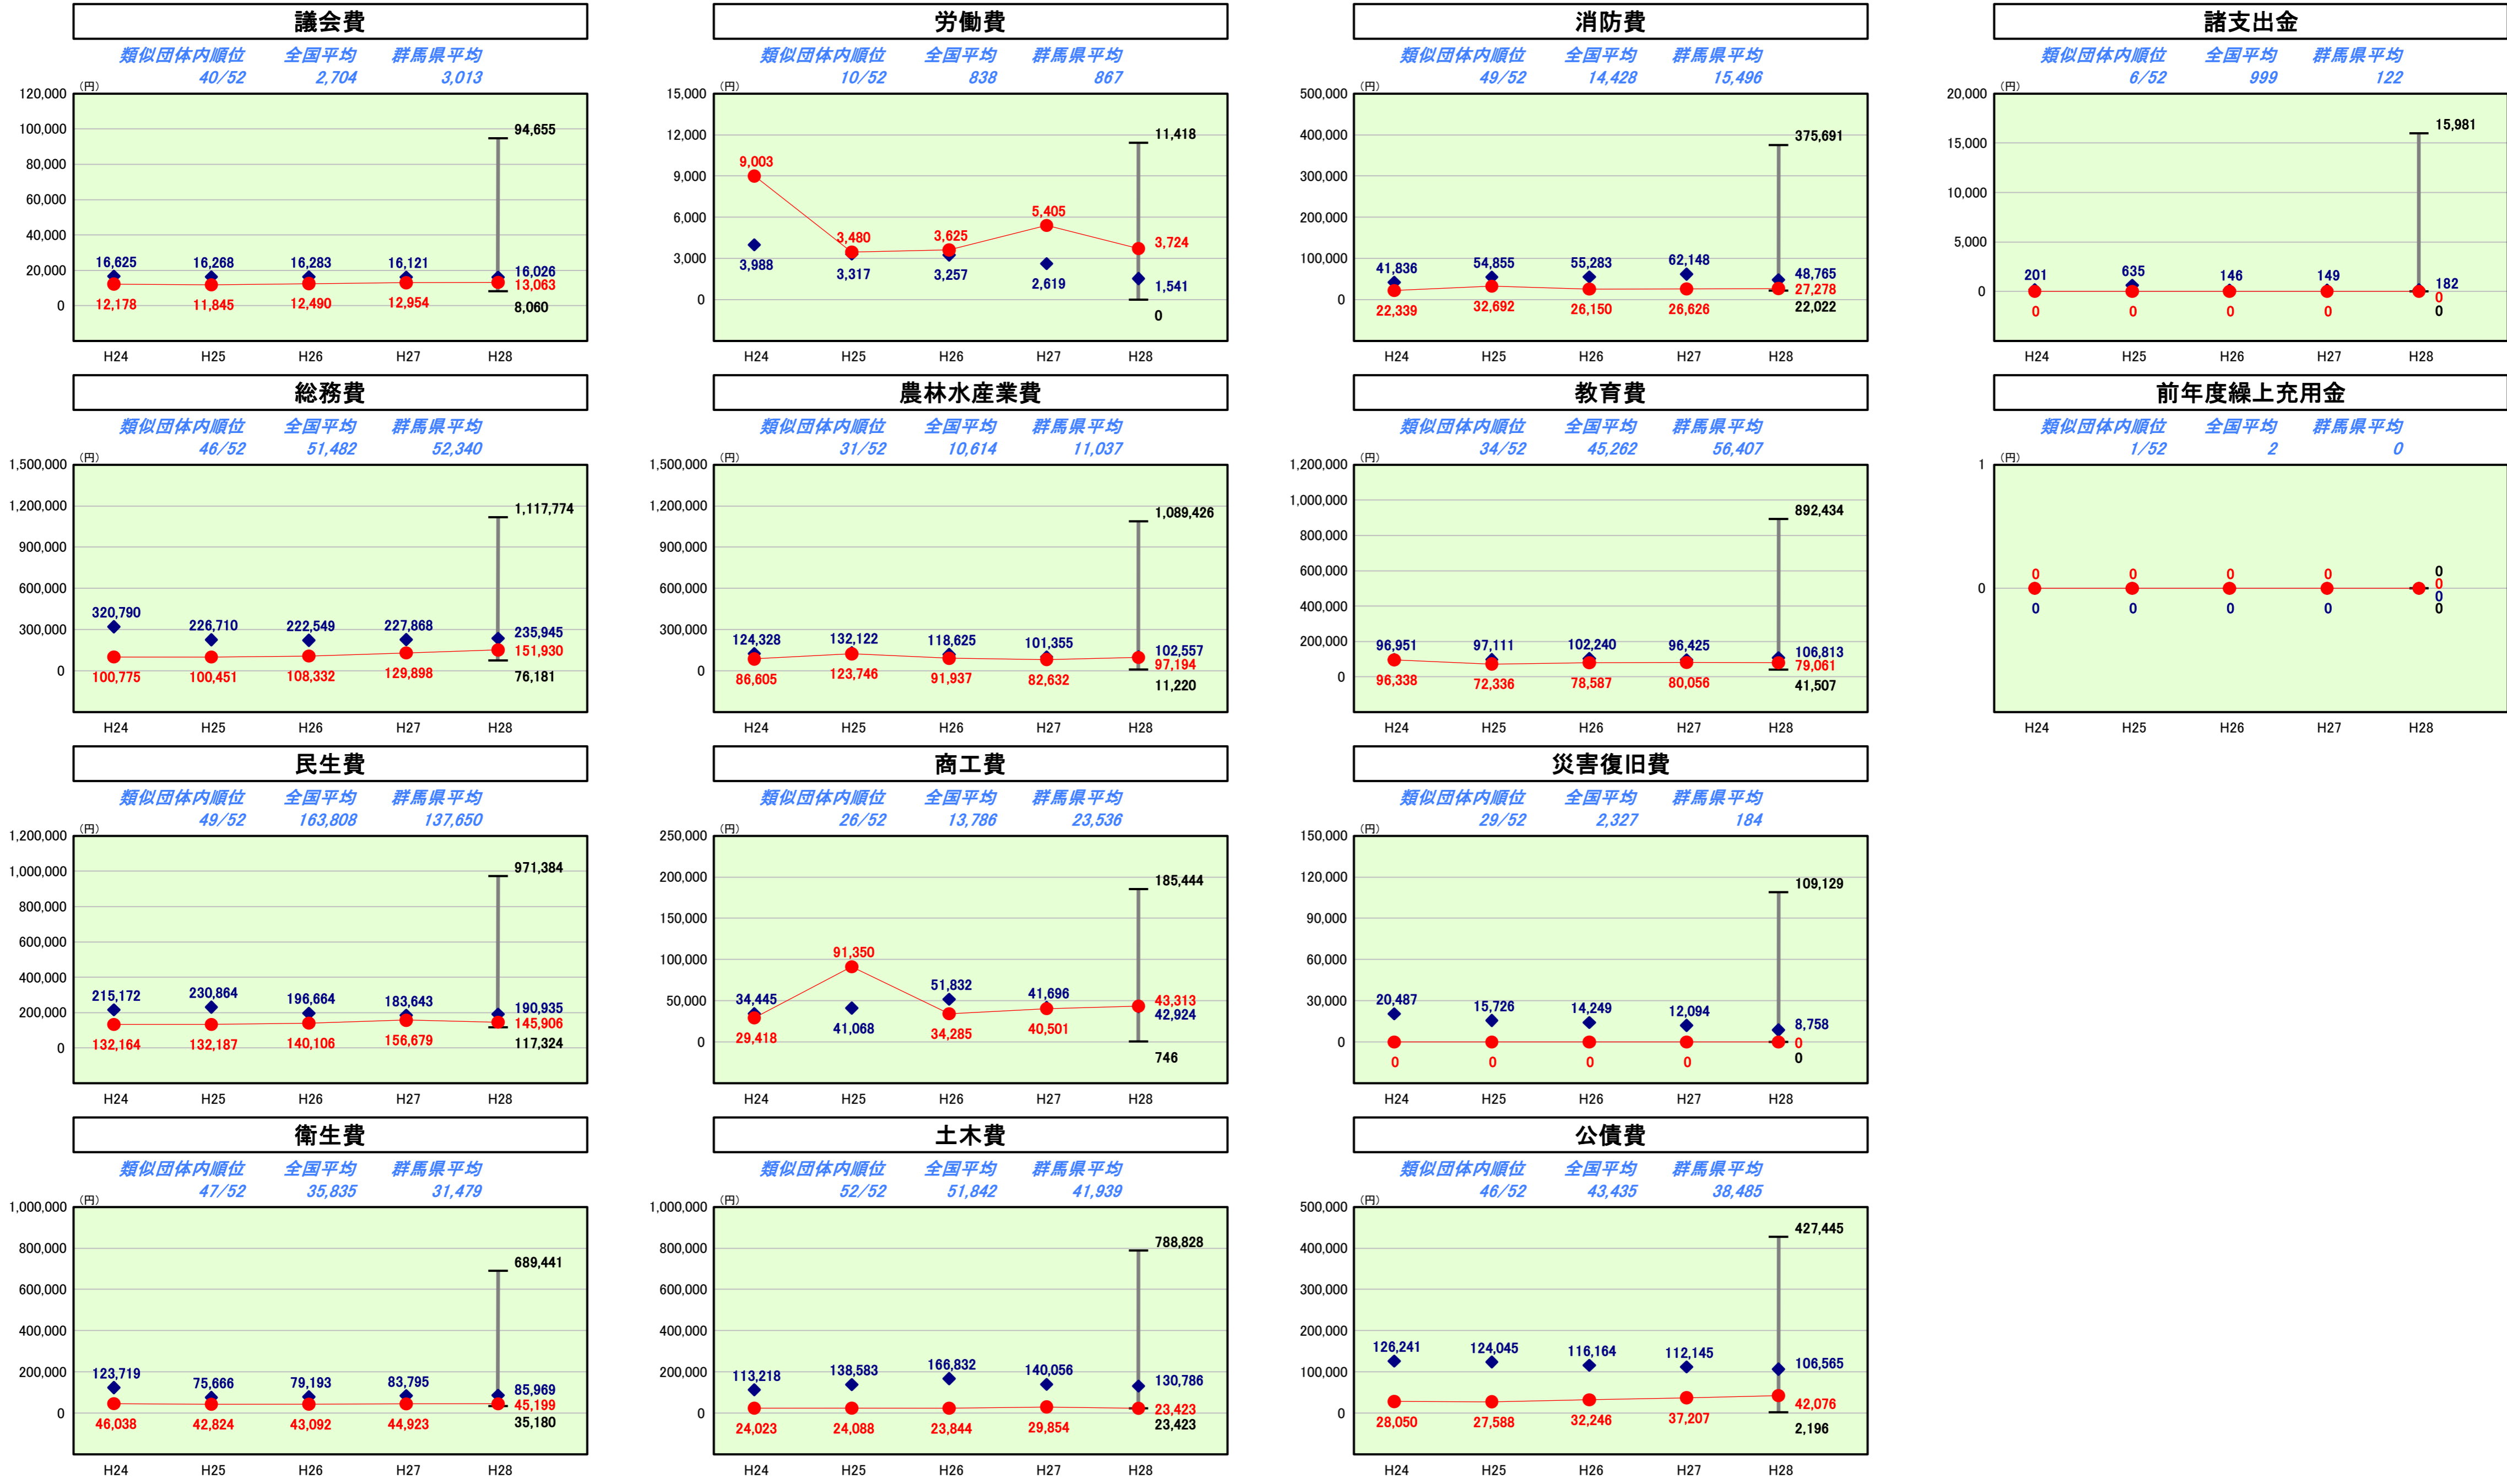 議会費
類似団体内順位 全国平均 群馬県平均
40/52 2,704 3,013
(円)
120,000
100,000
80,000
60,000
40,000
20,000
0
94,655
16,625 16,268 16,283 16,121 16,026
12,178 11,845 12,490 12,954 13,063
8,060
H24 H25 H26 H27 H28
労働費
類似団体内順位 全国平均 群馬県平均
10/52 838 867
(円)
15,000
12,000
9,000
6,000
3,000
0
11,418
9,003 3,480 3,625 5,405 3,724
3,988 3,317 3,257 2,619 1,541
0
H24 H25 H26 H27 H28
消防費
類似団体内順位 全国平均 群馬県平均
49/52 14,428 15,496
(円)
500,000
400,000
300,000
200,000
100,000
0
375,691
41,836 54,855 55,283 62,148 48,765
22,339 32,692 26,150 26,626 27,278
22,022
H24 H25 H26 H27 H28
諸支出金
類似団体内順位 全国平均 群馬県平均
6/52 999 122
(円)
20,000
15,000
10,000
5,000
0
15,981
201 635 146 149 182
0 0 0 0 0
0
H24 H25 H26 H27 H28
総務費
類似団体内順位 全国平均 群馬県平均
46/52 51,482 52,340
(円)
1,500,000
1,200,000
900,000
600,000
300,000
0
1,117,774
320,790 226,710 222,549 227,868 235,945
100,775 100,451 108,332 129,898 151,930
76,181
H24 H25 H26 H27 H28
農林水産業費
類似団体内順位 全国平均 群馬県平均
31/52 10,614 11,037
(円)
1,500,000
1,200,000
900,000
600,000
300,000
0
1,089,426
124,328 132,122 118,625 101,355 102,557
86,605 123,746 91,937 82,632 97,194
11,220
H24 H25 H26 H27 H28
教育費
類似団体内順位 全国平均 群馬県平均
34/52 45,262 56,407
(円)
1,200,000
1,000,000
800,000
600,000
400,000
200,000
0
892,434
96,951 97,111 102,240 96,425 106,813
96,338 72,336 78,587 80,056 79,061
41,507
H24 H25 H26 H27 H28
前年度繰上充用金
類似団体内順位 全国平均 群馬県平均
1/52 2 0
(円)
1
0
0
0 0 0 0 0
0 0 0 0 0
0
H24 H25 H26 H27 H28
民生費
類似団体内順位 全国平均 群馬県平均
49/52 163,808 137,650
(円)
1,200,000
1,000,000
800,000
600,000
400,000
200,000
0
971,384
215,172 230,864 196,664 183,643 190,935
132,164 132,187 140,106 156,679 145,906
117,324
H24 H25 H26 H27 H28
商工費
類似団体内順位 全国平均 群馬県平均
26/52 13,786 23,536
(円)
250,000
200,000
150,000
100,000
50,000
0
185,444
34,445 91,350 51,832 41,696 43,313
29,418 41,068 34,285 40,501 42,924
746
H24 H25 H26 H27 H28
災害復旧費
類似団体内順位 全国平均 群馬県平均
29/52 2,327 184
(円)
150,000
120,000
90,000
60,000
30,000
0
109,129
20,487 15,726 14,249 12,094 8,758
0 0 0 0 0
0
H24 H25 H26 H27 H28
衛生費
類似団体内順位 全国平均 群馬県平均
47/52 35,835 31,479
(円)
1,000,000
800,000
600,000
400,000
200,000
0
689,441
123,719 75,666 79,193 83,795 85,969
46,038 42,824 43,092 44,923 45,199
35,180
H24 H25 H26 H27 H28
土木費
類似団体内順位 全国平均 群馬県平均
52/52 51,842 41,939
(円)
1,000,000
800,000
600,000
400,000
200,000
0
788,828
113,218 138,583 166,832 140,056 130,786
24,023 24,088 23,844 29,854 23,423
23,423
H24 H25 H26 H27 H28
公債費
類似団体内順位 全国平均 群馬県平均
46/52 43,435 38,485
(円)
500,000
400,000
300,000
200,000
100,000
0
427,445
126,241 124,045 116,164 112,145 106,565
28,050 27,588 32,246 37,207 42,076
2,196
H24 H25 H26 H27 H28